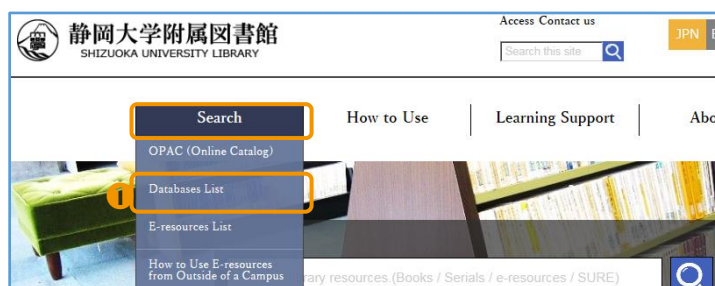 静岡大学附属図書館
SHIZUOKA UNIVERSITY LIBRARY
Access Contact us
Search this site
JPN
Search
How to Use
Learning Support
OPAC (Online Catalog)
1
Databases List
E-resources List
How to Use E-resources
from Outside of a Campus
resources.(Books / Serials / e-resources / SURE)